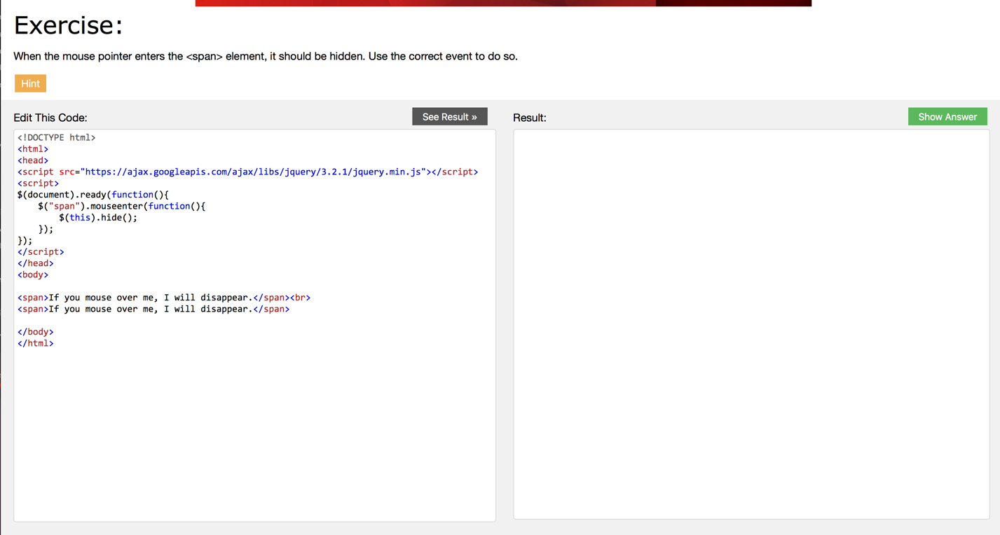 Exercise:
When the mouse pointer enters the <span> element, it should be hidden. Use the correct event to do so.
Hint
Edit This Code:
See Result »
Result:
Show Answer
<!DOCTYPE html>
<html>
<head>
<script src="https://ajax.googleapis.com/ajax/libs/jquery/3.2.1/jquery.min.js"></script>
<script>
$(document).ready(function(){
    $("span").mouseenter(function(){
        $(this).hide();
    });
});
</script>
</head>
<body>
<span>If you mouse over me, I will disappear.</span><br>
<span>If you mouse over me, I will disappear.</span>
</body>
</html>